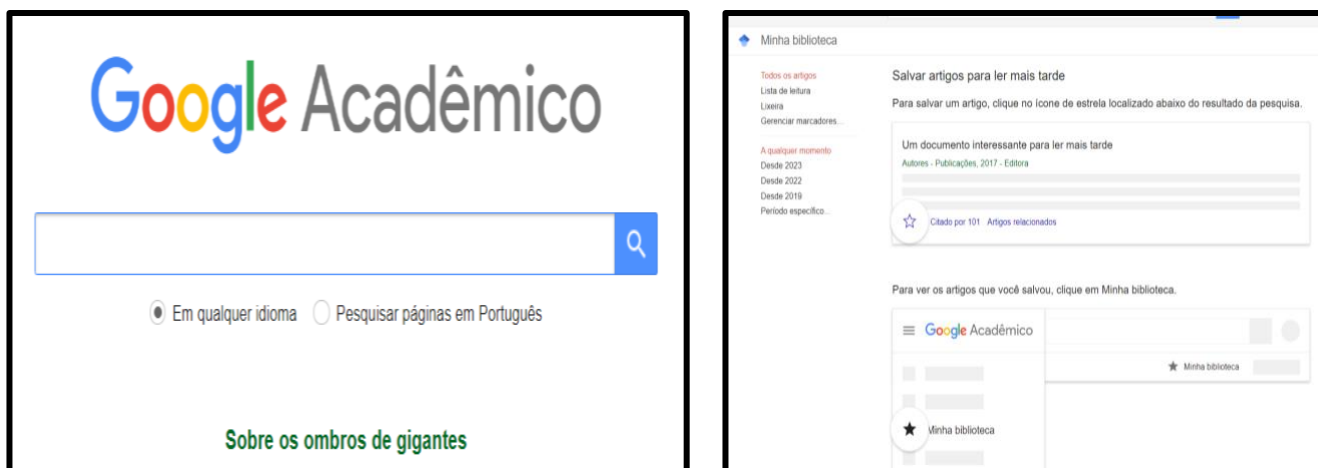 Google Acadêmico
Em qualquer idioma Pesquisar páginas em Português
Sobre os ombros de gigantes
Minha biblioteca
Todos os artigos
Lista de leitura
Lixeira
Gerenciar marcadores...
A qualquer momento
Desde 2023
Desde 2022
Desde 2019
Período específico...
Salvar artigos para ler mais tarde
Para salvar um artigo, clique no ícone de estrela localizado abaixo do resultado da pesquisa.
Um documento interessante para ler mais tarde
Autores - Publicações, 2017 - Editora
Citado por 101 Artigos relacionados
Para ver os artigos que você salvou, clique em Minha biblioteca.
Google Acadêmico
Minha biblioteca
Minha biblioteca